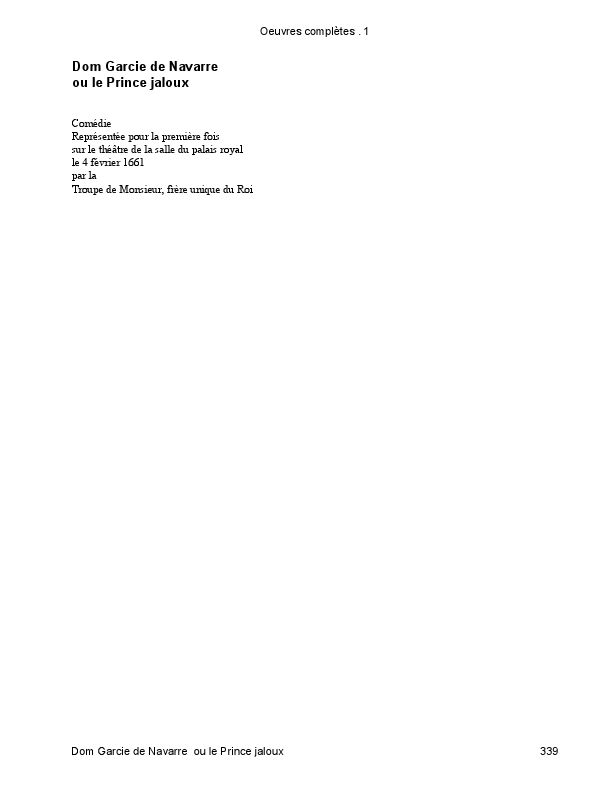 Oeuvres complètes . 1
Dom Garcie de Navarre
ou le Prince jaloux
Comédie
Représentée pour la première fois
sur le théâtre de la salle du palais royal
le 4 février 1661
par la
Troupe de Monsieur, frère unique du Roi
Dom Garcie de Navarre  ou le Prince jaloux 339